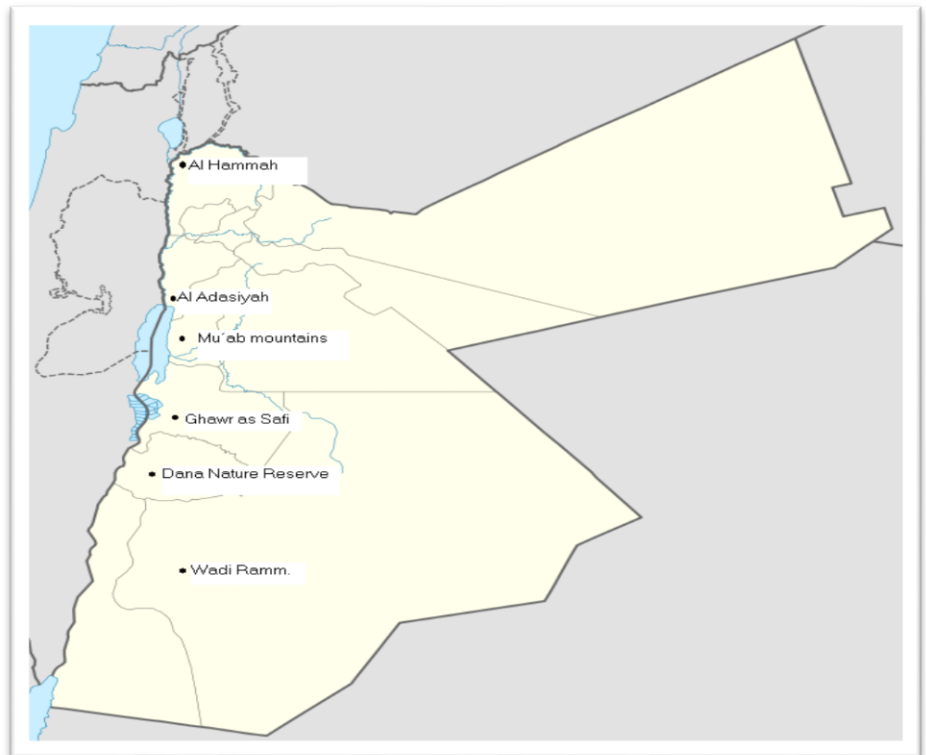 Al Hammah
Al Adasiyah
Mu´ab mountains
Ghawr as Safi
Dana Nature Reserve
Wadi Ramm.